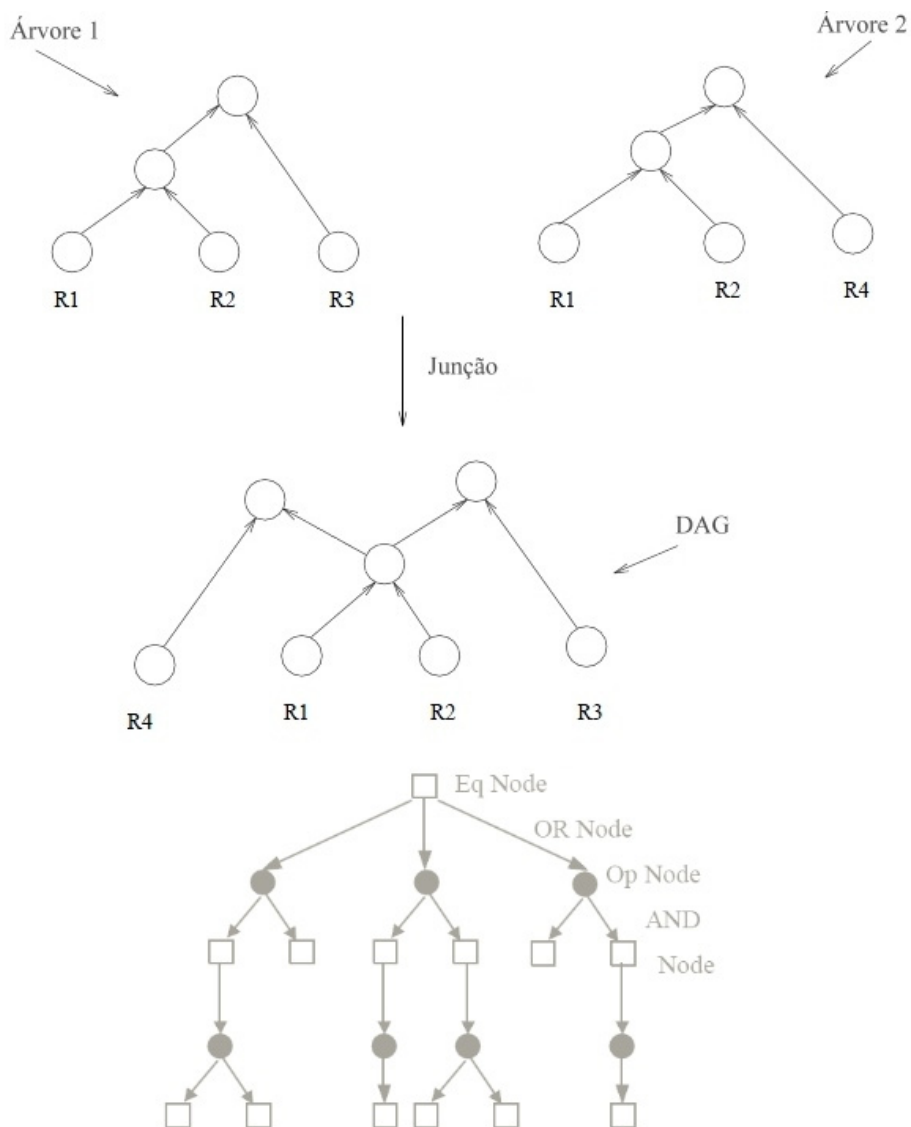 Árvore 1
Árvore 2
R1
R2
R3
R1
R2
R4
Junção
DAG
R4
R1
R2
R3
Eq Node
OR Node
Op Node
AND
Node